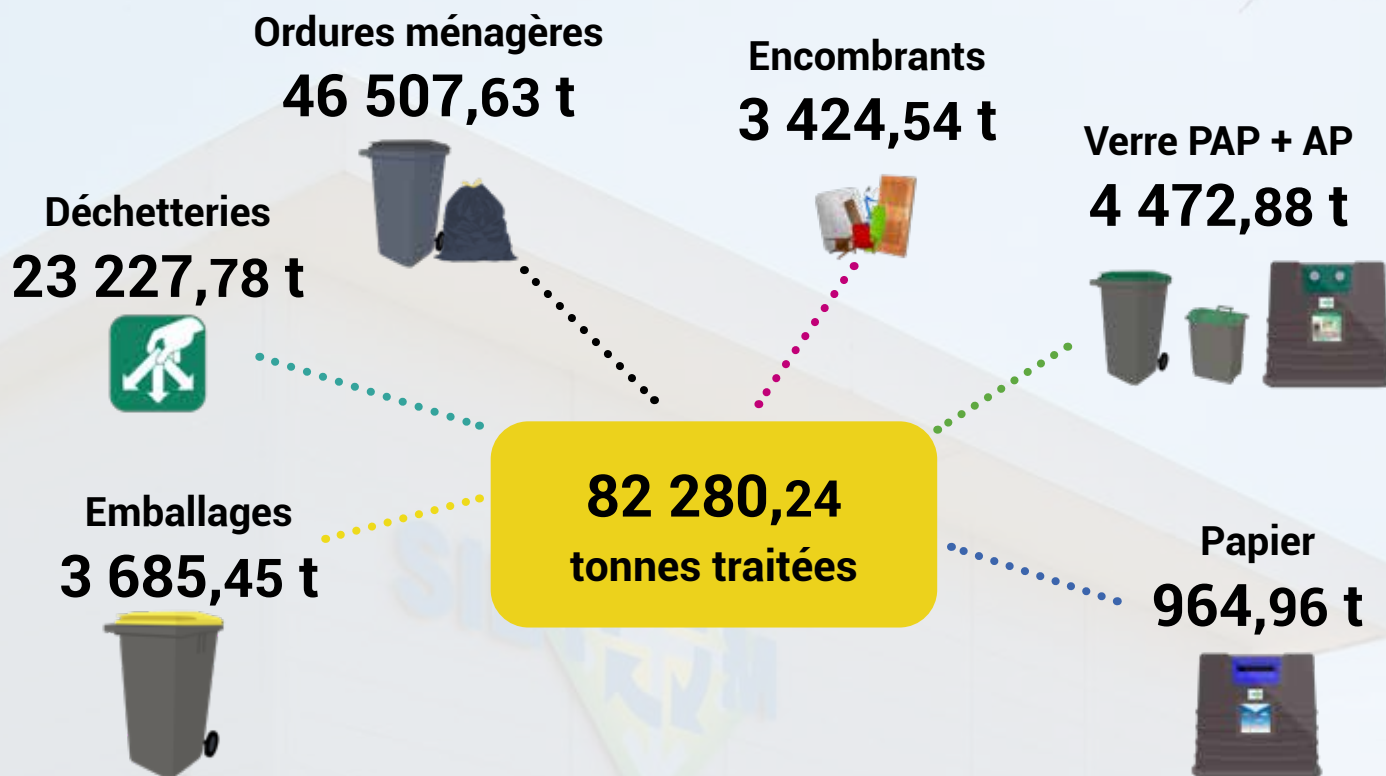 Ordures ménagères
46 507,63 t
Encombrants
3 424,54 t
Verre PAP + AP
4 472,88 t
Déchetteries
23 227,78 t
82 280,24
tonnes traitées
Emballages
3 685,45 t
Papier
964,96 t